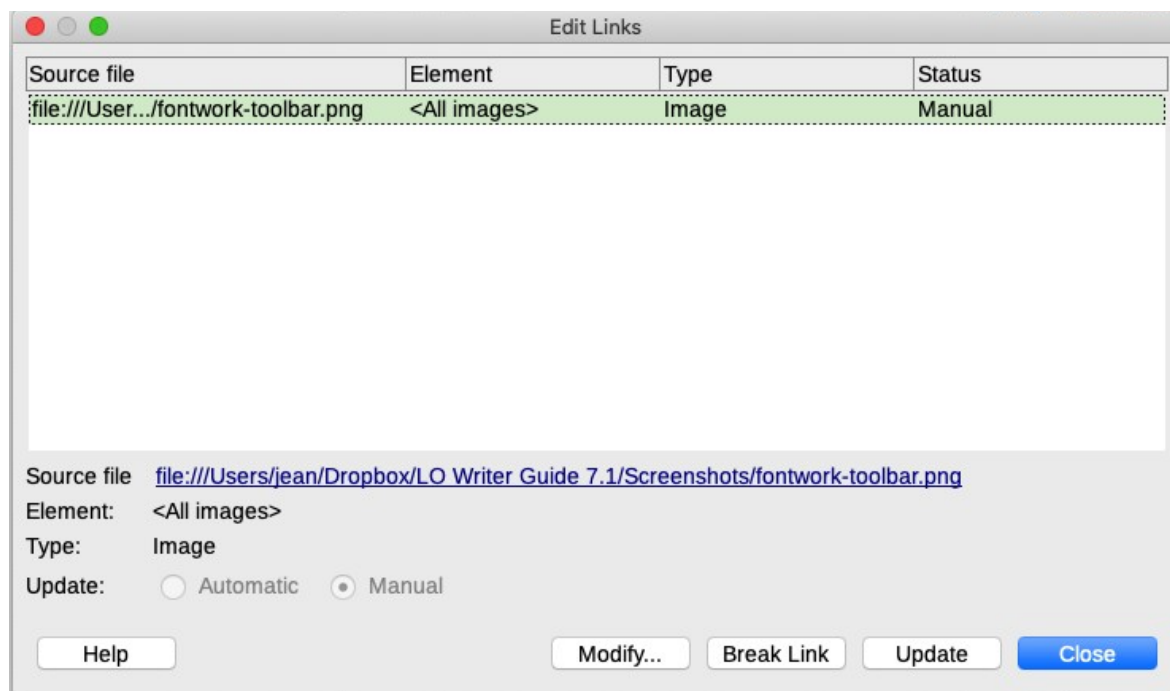 Edit Links
Source file Element Type Status
file:///User.../fontwork-toolbar.png <All images> Image Manual
Source file file:///Users/jean/Dropbox/LO Writer Guide 7.1/Screenshots/fontwork-toolbar.png
Element: <All images>
Type: Image
Update: Automatic Manual
Help Modify... Break Link Update Close